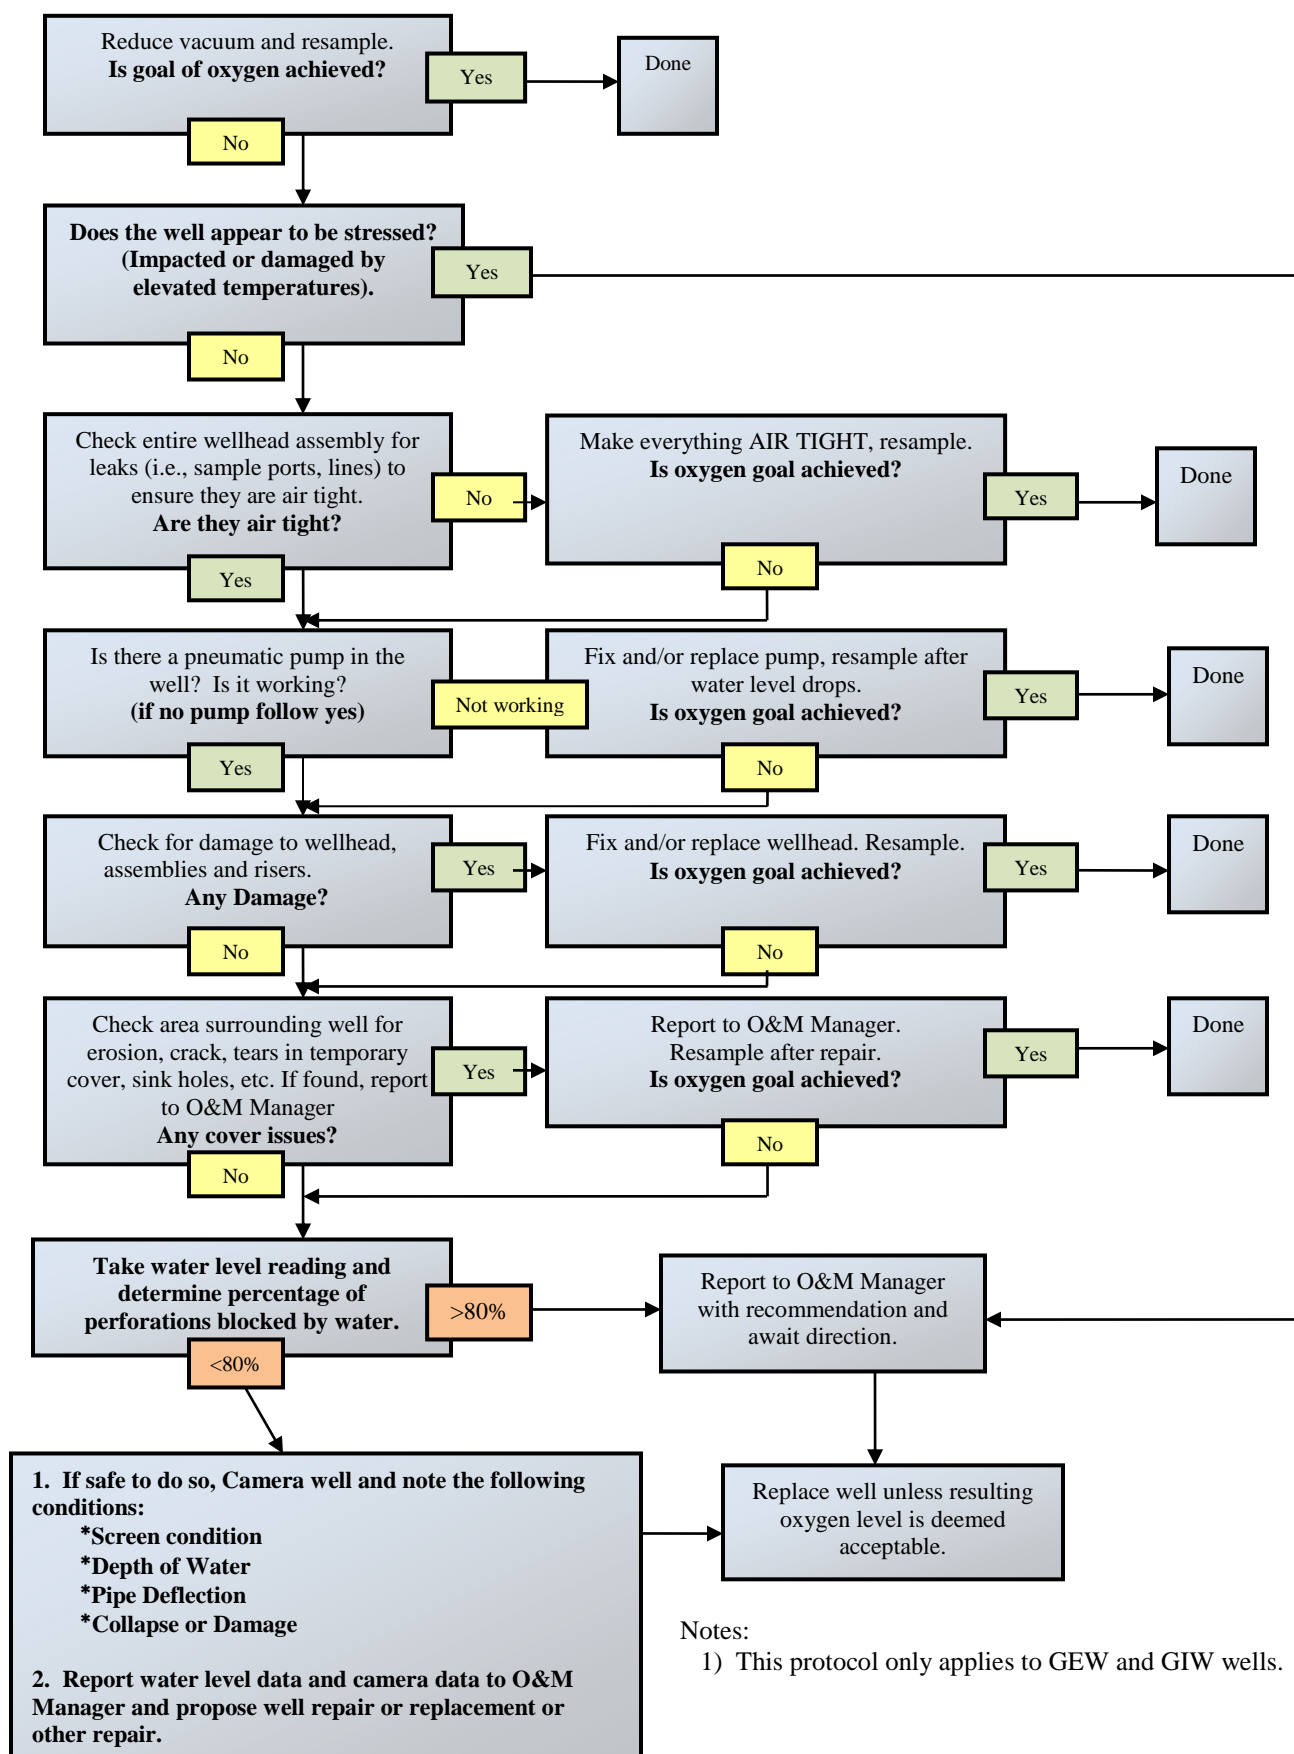 Reduce vacuum and resample.
Is goal of oxygen achieved?
Yes
Done
No
Does the well appear to be stressed?
(Impacted or damaged by
elevated temperatures).
Yes
No
Check entire wellhead assembly for
leaks (i.e., sample ports, lines) to
ensure they are air tight.
Are they air tight?
No
Make everything AIR TIGHT, resample.
Is oxygen goal achieved?
Yes
Done
Yes
No
Is there a pneumatic pump in the
well?  Is it working?
(if no pump follow yes)
Not working
Fix and/or replace pump, resample after
water level drops.
Is oxygen goal achieved?
Yes
Done
Yes
No
Check for damage to wellhead,
assemblies and risers.
Any Damage?
Yes
Fix and/or replace wellhead. Resample.
Is oxygen goal achieved?
Yes
Done
No
No
Check area surrounding well for
erosion, crack, tears in temporary
cover, sink holes, etc. If found, report
to O&M Manager
Any cover issues?
Yes
Report to O&M Manager.
Resample after repair.
Is oxygen goal achieved?
Yes
Done
No
No
Take water level reading and
determine percentage of
perforations blocked by water.
>80%
Report to O&M Manager
with recommendation and
await direction.
<80%
1.  If safe to do so, Camera well and note the following
conditions:
*Screen condition
*Depth of Water
*Pipe Deflection
*Collapse or Damage
2.  Report water level data and camera data to O&M
Manager and propose well repair or replacement or
other repair.
Replace well unless resulting
oxygen level is deemed
acceptable.
Notes:
1)  This protocol only applies to GEW and GIW wells.